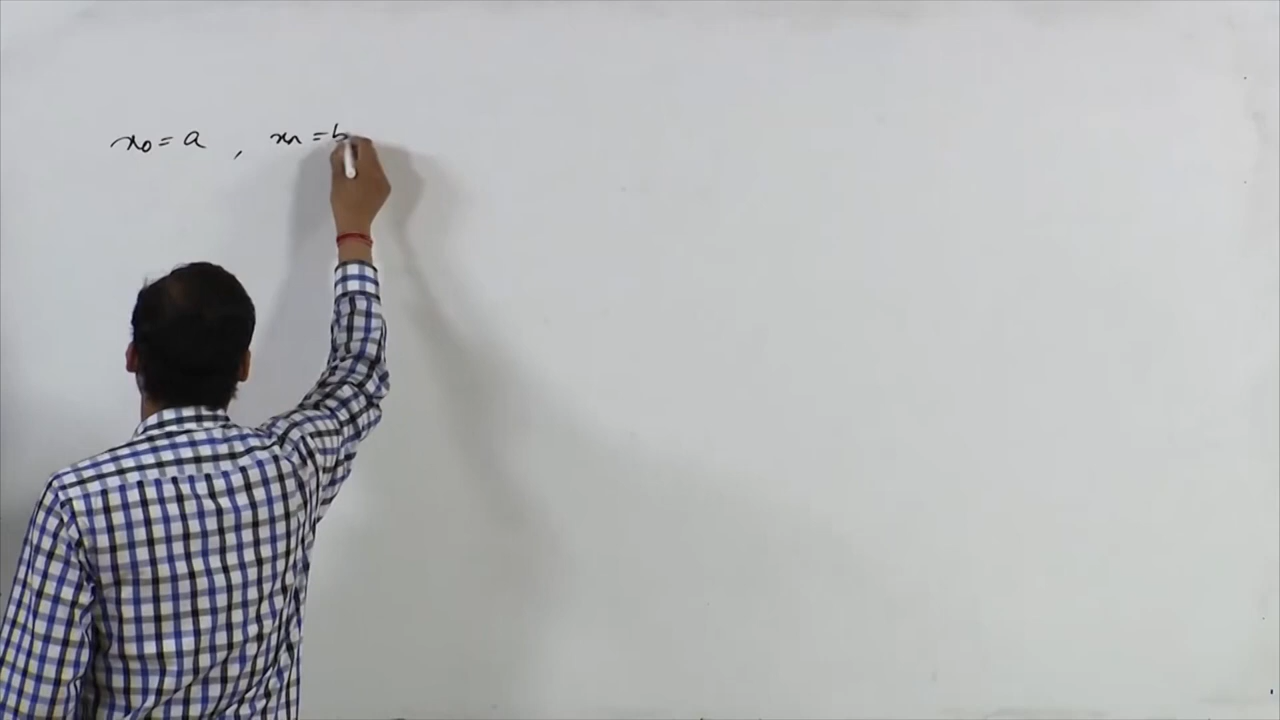 x₀ = a , xₙ = b